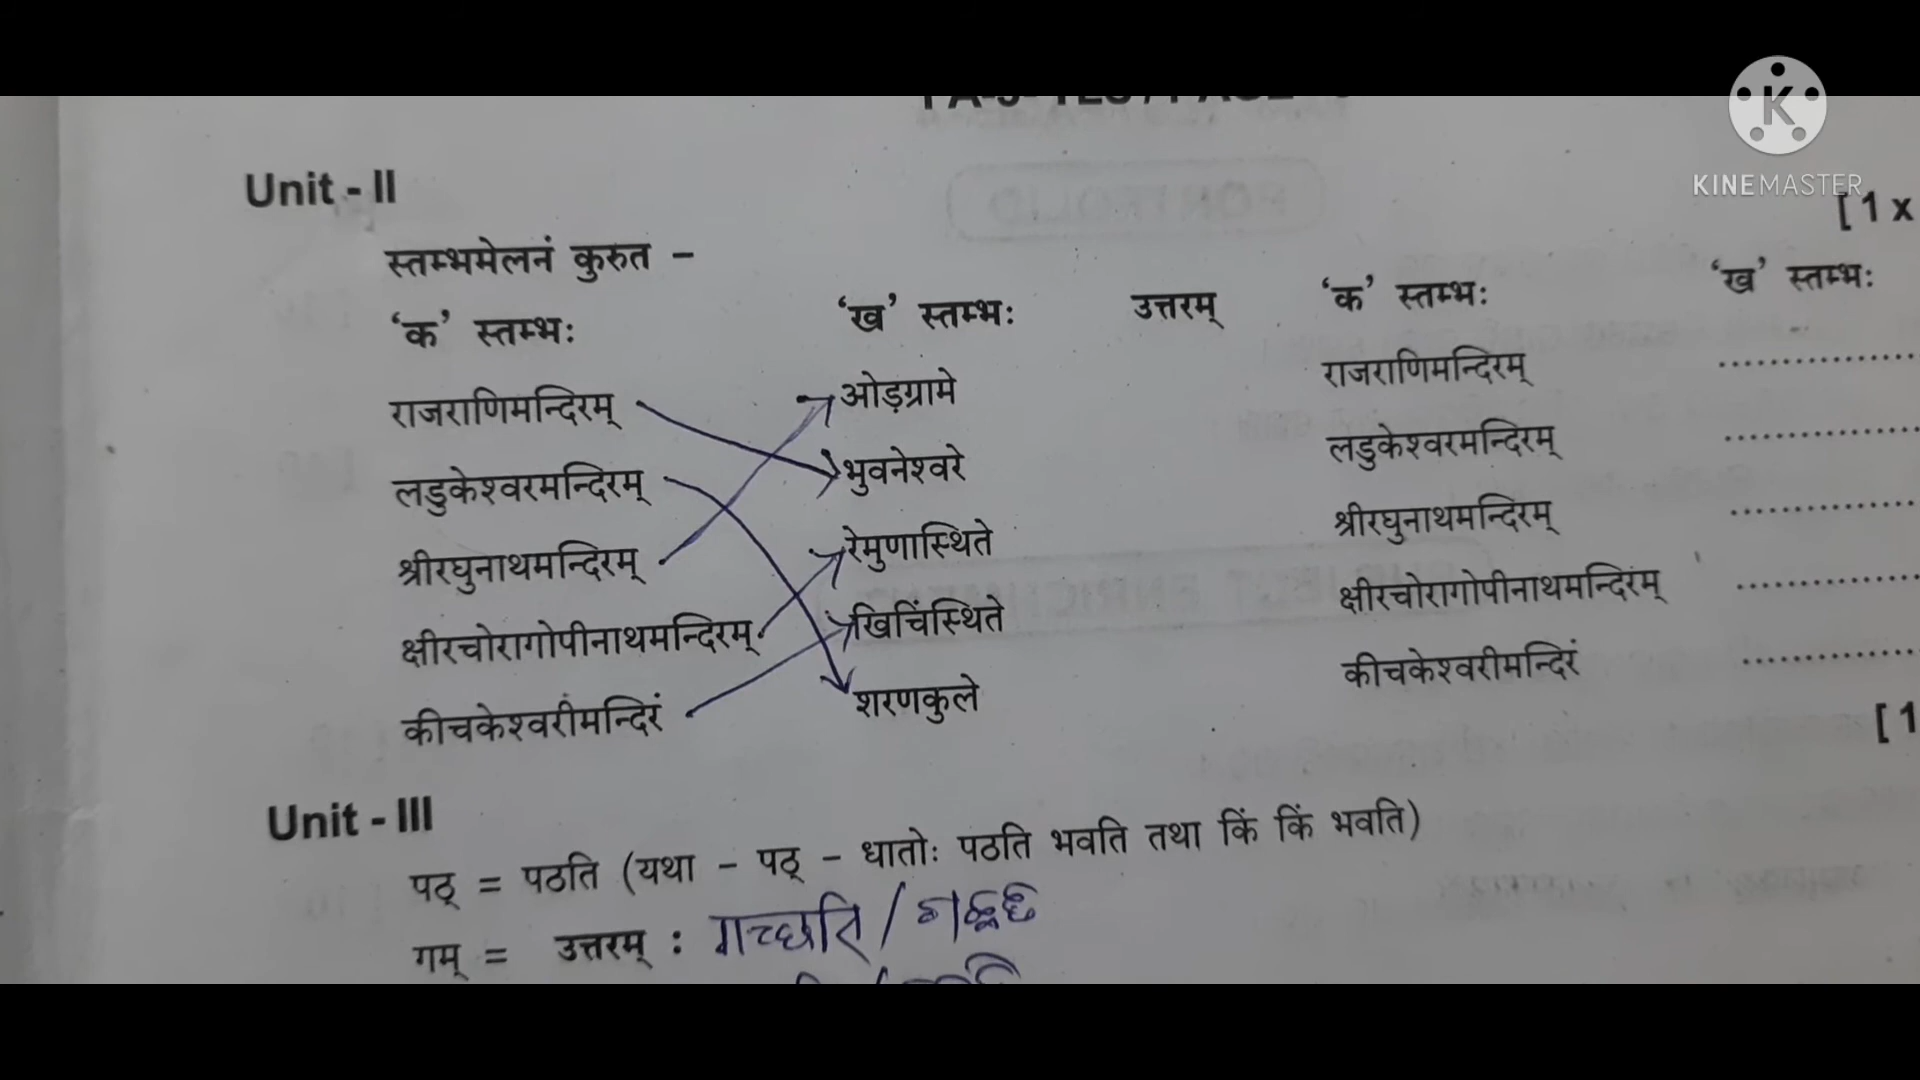 KINEMASTER
Unit - II
[ 1 x
स्तम्भमेलनं कुरुत –
‘क’ स्तम्भः ‘ख’ स्तम्भः उत्तरम् ‘क’ स्तम्भः ‘ख’ स्तम्भः
राजराणिमन्दिरम् ओड़ग्रामे राजराणिमन्दिरम् ................
लडुकेश्वरमन्दिरम् भुवनेश्वरे लडुकेश्वरमन्दिरम् ................
श्रीरघुनाथमन्दिरम् रेमुणास्थिते श्रीरघुनाथमन्दिरम् ................
क्षीरचोरागोपीनाथमन्दिरम् खिचिंस्थिते क्षीरचोरागोपीनाथमन्दिरम् ................
कीचकेश्वरीमन्दिरं शरणकुले कीचकेश्वरीमन्दिरं ................
[ 1
Unit - III
पठ् = पठति (यथा – पठ् – धातोः पठति भवति तथा किं किं भवति)
गम् = उत्तरम् : गच्छति /